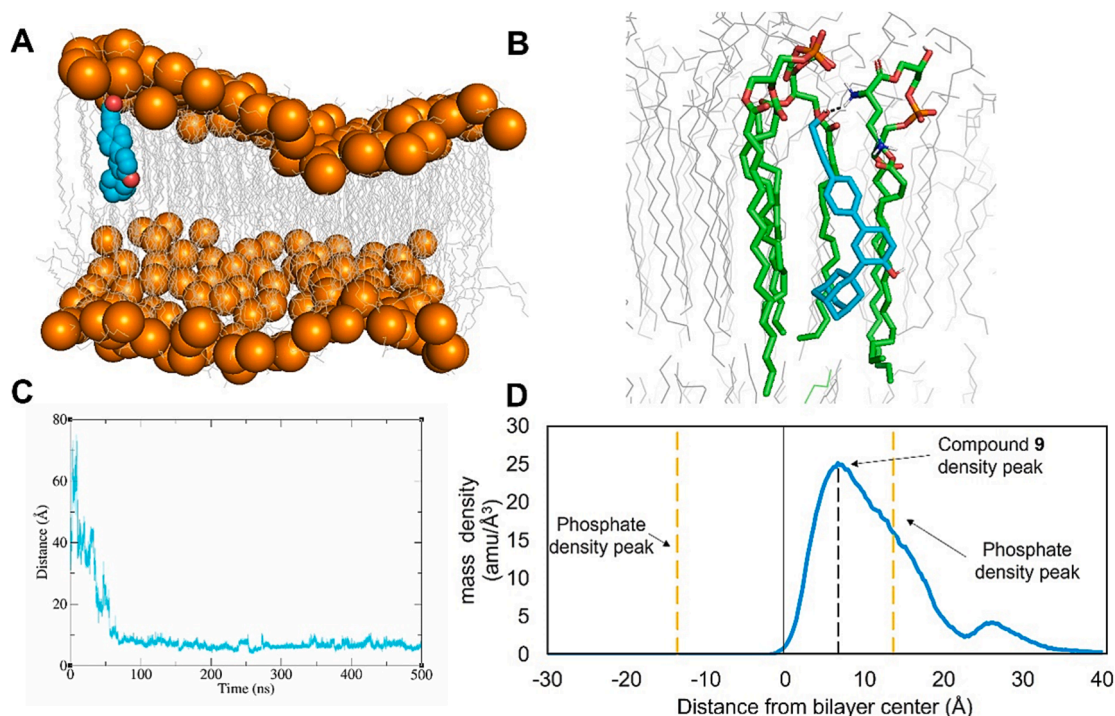 A
B
C
80
60
40
20
0
Distance (Å)
0 100 200 300 400 500
Time (ns)
D
30
25
20
15
10
5
0
mass density
(amu/Å³)
Phosphate
density peak
Compound 9
density peak
Phosphate
density peak
-30 -20 -10 0 10 20 30 40
Distance from bilayer center (Å)